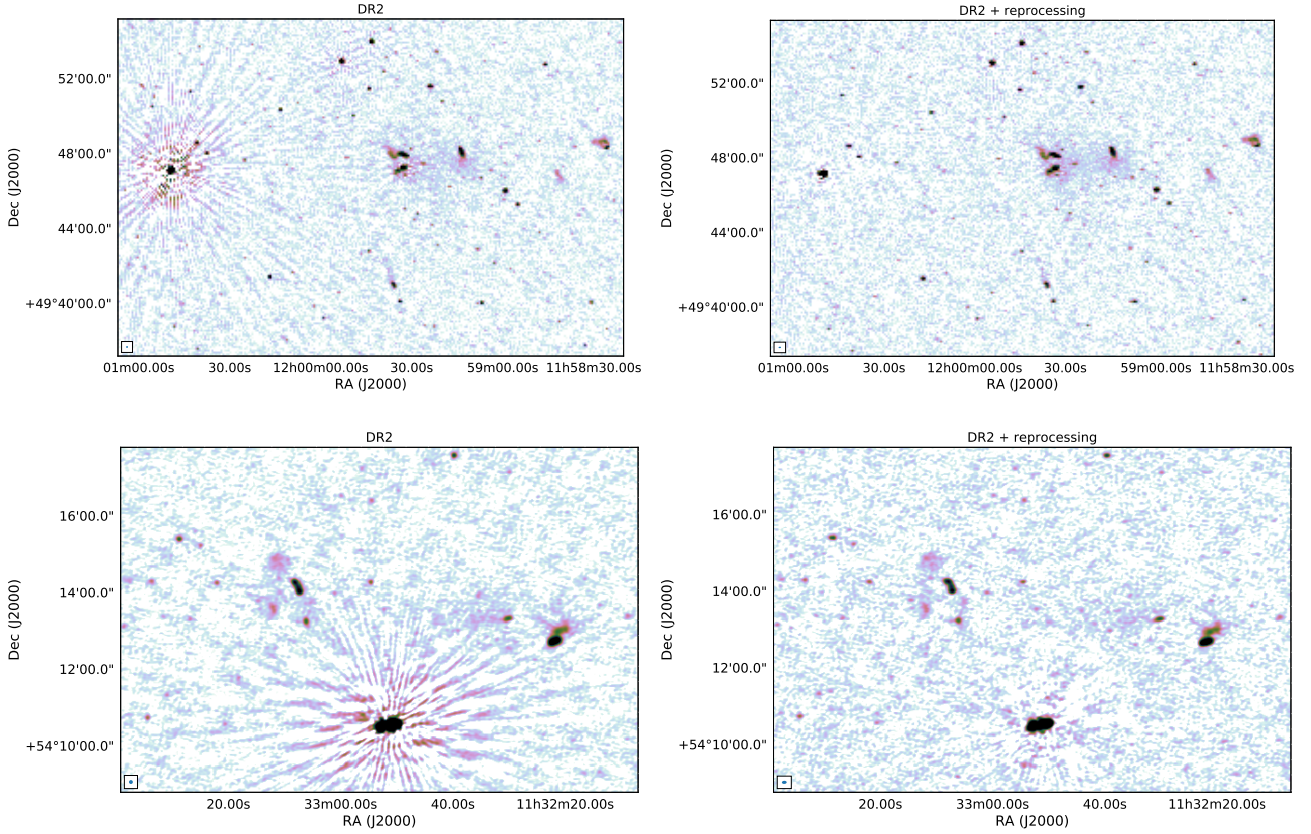 DR2
DR2 + reprocessing
52'00.0"
48'00.0"
44'00.0"
+49°40'00.0"
Dec (J2000)
01m00.00s 30.00s 12h00m00.00s 30.00s 59m00.00s 11h58m30.00s
RA (J2000)
52'00.0"
48'00.0"
44'00.0"
+49°40'00.0"
Dec (J2000)
01m00.00s 30.00s 12h00m00.00s 30.00s 59m00.00s 11h58m30.00s
RA (J2000)
DR2
DR2 + reprocessing
16'00.0"
14'00.0"
12'00.0"
+54°10'00.0"
Dec (J2000)
20.00s 33m00.00s 40.00s 11h32m20.00s
RA (J2000)
16'00.0"
14'00.0"
12'00.0"
+54°10'00.0"
Dec (J2000)
20.00s 33m00.00s 40.00s 11h32m20.00s
RA (J2000)